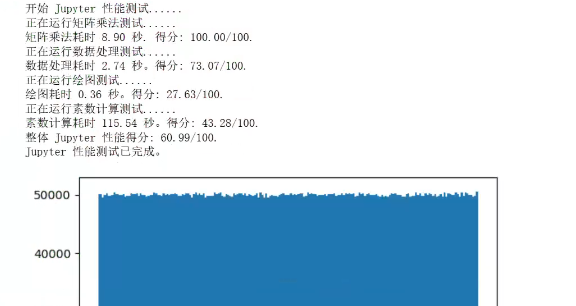 开始 Jupyter 性能测试......
正在运行矩阵乘法测试......
矩阵乘法耗时 8.90 秒. 得分: 100.00/100.
正在运行数据处理测试......
数据处理耗时 2.74 秒。得分: 73.07/100.
正在运行绘图测试......
绘图耗时 0.36 秒。得分: 27.63/100.
正在运行素数计算测试......
素数计算耗时 115.54 秒。得分: 43.28/100.
整体 Jupyter 性能得分: 60.99/100.
Jupyter 性能测试已完成。
50000
40000